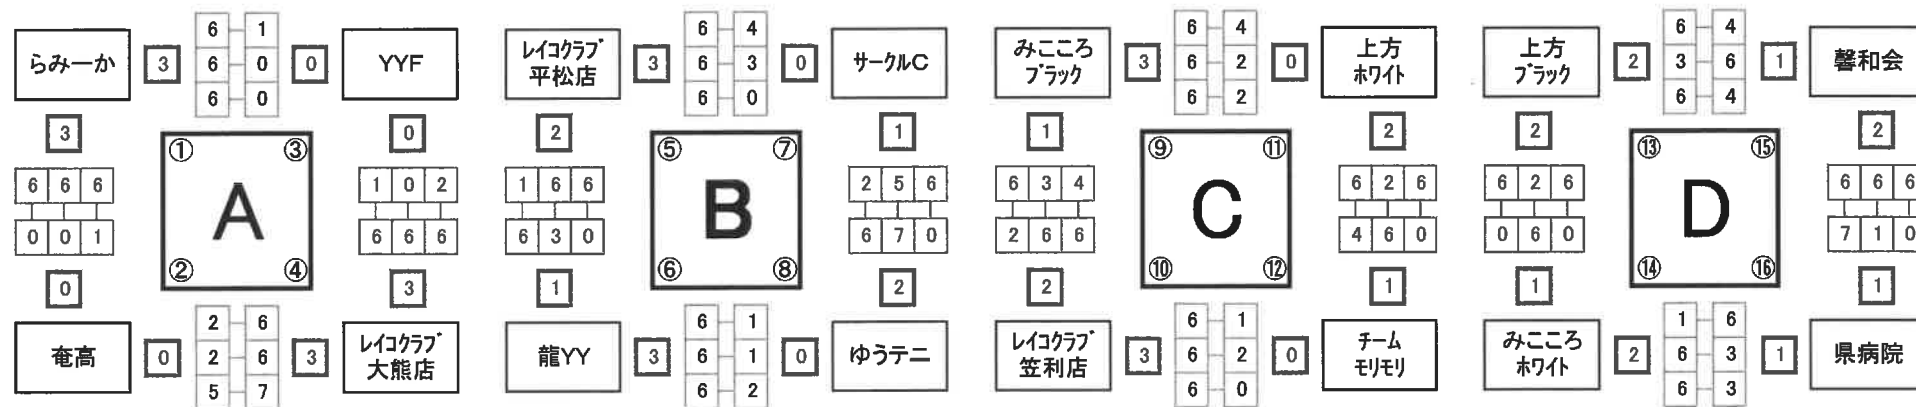 らみーか 3 6 1 0 YYF
6 0
6 0
3 0
① ③
6 6 6 1 0 2
A
0 0 1 6 6 6
② ④
0 3
奄高 0 2 6 3 レイコクラブ
大熊店
2 6
5 7
レイコクラブ
平松店 3 6 4 0 サークルC
6 3
6 0
2 1
⑤ ⑦
1 6 6 2 5 6
B
6 3 0 6 7 0
⑥ ⑧
1 2
龍YY 3 6 1 0 ゆうテニ
6 1
6 2
みこころ
ブラック 3 6 4 0 上方
ホワイト
6 2
6 2
1 2
⑨ ⑪
6 3 4 6 2 6
C
2 6 6 4 6 0
⑩ ⑫
2 1
レイコクラブ
笠利店 3 6 1 0 チーム
モリモリ
6 2
6 0
上方
ブラック 2 6 4 1 馨和会
3 6
6 4
2 2
⑬ ⑮
6 2 6 6 6 6
D
0 6 0 7 1 0
⑭ ⑯
1 1
みこころ
ホワイト 2 1 6 1 県病院
6 3
6 3